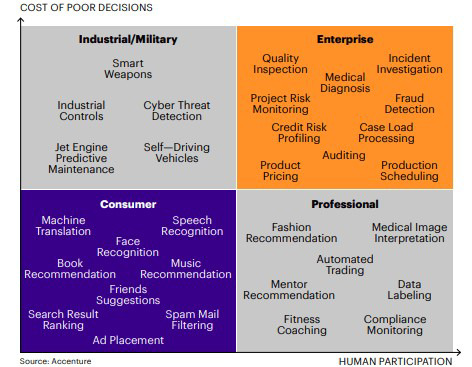 COST OF POOR DECISIONS
Industrial/Military
Smart
Weapons
Industrial
Controls
Cyber Threat
Detection
Jet Engine
Predictive
Maintenance
Self—Driving
Vehicles
Enterprise
Quality
Inspection
Incident
Investigation
Medical
Diagnosis
Project Risk
Monitoring
Fraud
Detection
Credit Risk
Profiling
Case Load
Processing
Auditing
Product
Pricing
Production
Scheduling
Consumer
Machine
Translation
Speech
Recognition
Face
Recognition
Book
Recommendation
Music
Recommendation
Friends
Suggestions
Search Result
Ranking
Spam Mail
Filtering
Ad Placement
Professional
Fashion
Recommendation
Medical Image
Interpretation
Automated
Trading
Mentor
Recommendation
Data
Labeling
Fitness
Coaching
Compliance
Monitoring
Source: Accenture
HUMAN PARTICIPATION